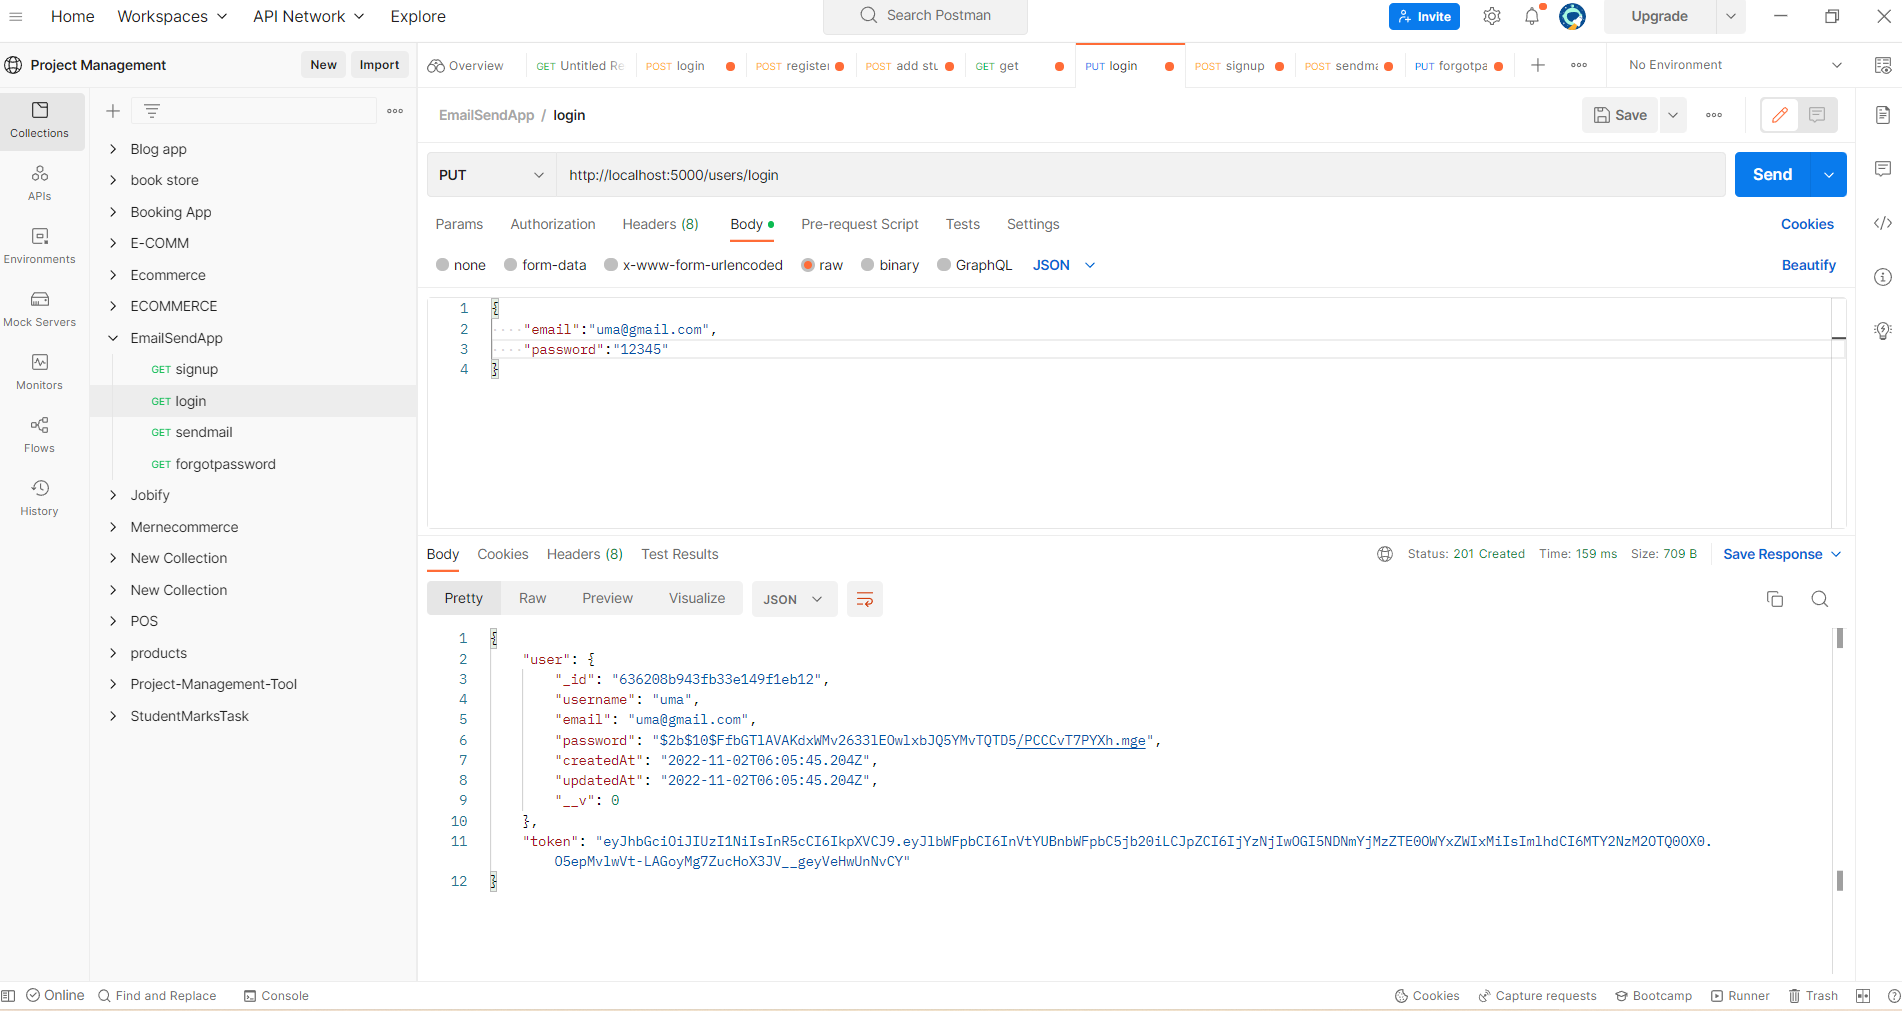 Home Workspaces API Network Explore Search Postman Invite Upgrade
Project Management New Import Overview GET Untitled Re POST login POST registe POST add stu GET get PUT login POST signup POST sendma PUT forgotpa No Environment
Collections
APIs
Environments
Mock Servers
Monitors
Flows
History
Blog app
book store
Booking App
E-COMM
Ecommerce
ECOMMERCE
EmailSendApp
GET signup
GET login
GET sendmail
GET forgotpassword
Jobify
Mernecommerce
New Collection
New Collection
POS
products
Project-Management-Tool
StudentMarksTask
EmailSendApp / login Save
PUT http://localhost:5000/users/login Send
Params Authorization Headers (8) Body Pre-request Script Tests Settings Cookies
none form-data x-www-form-urlencoded raw binary GraphQL JSON Beautify
1 {
2 "email":"uma@gmail.com",
3 "password":"12345"
4 }
Body Cookies Headers (8) Test Results Status: 201 Created Time: 159 ms Size: 709 B Save Response
Pretty Raw Preview Visualize JSON
1 {
2 "user": {
3 "_id": "636208b943fb33e149f1eb12",
4 "username": "uma",
5 "email": "uma@gmail.com",
6 "password": "$2b$10$FfbGTlAVAKdxWMv2633lEOwlxbJQ5YMvTQTD5/PCCCvT7PYXh.mge",
7 "createdAt": "2022-11-02T06:05:45.204Z",
8 "updatedAt": "2022-11-02T06:05:45.204Z",
9 "__v": 0
10 },
11 "token": "eyJhbGciOiJIUzI1NiIsInR5cCI6IkpXVCJ9.eyJlbWFpbCI6InVtYUBnbWFpbC5jb20iLCJpZCI6IjYzNjIwOGI5NDNmYjMzZTE0OWYxZWIxMiIsImlhdCI6MTY2NzM2OTQ0OX0.
O5epMvlwVt-LAGoyMg7ZucHoX3JV__geyVeHwUnNvCY"
12 }
Online Find and Replace Console Cookies Capture requests Bootcamp Runner Trash